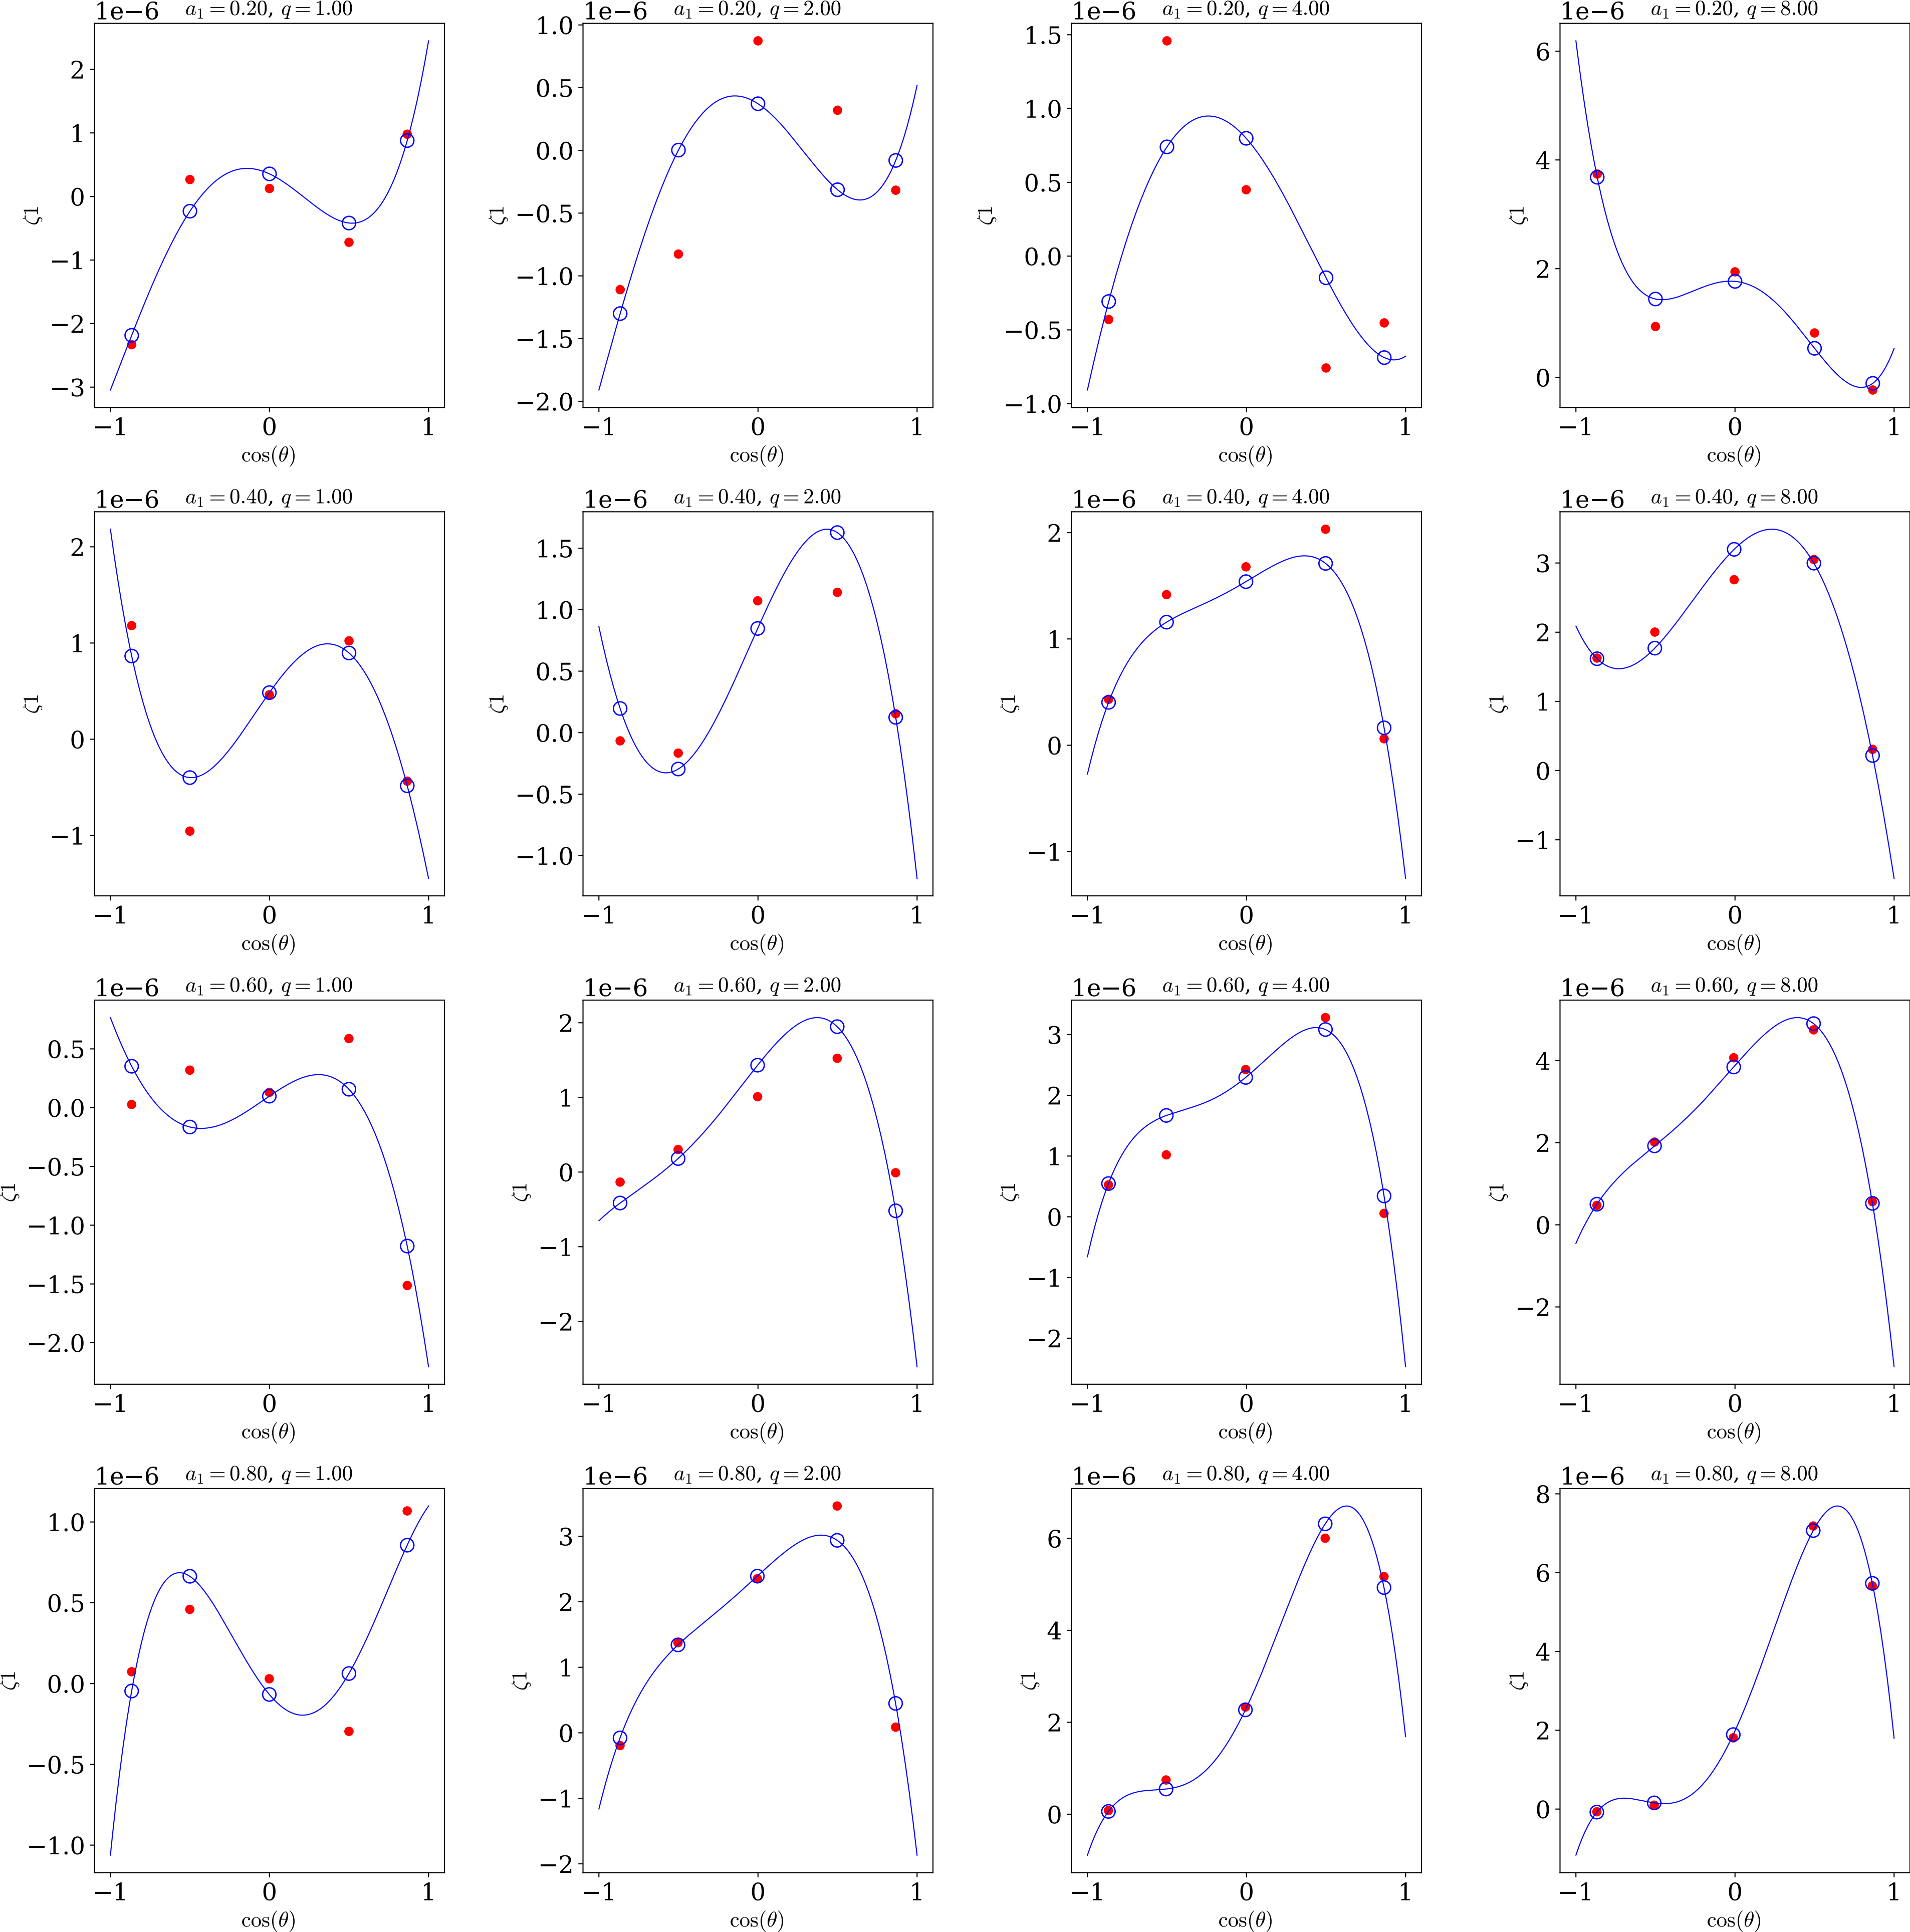 1e−6 a₁ = 0.20, q = 1.00
2
1
0
−1
−2
−3
ζ1
−1 0 1
cos(θ)
1e−6 a₁ = 0.20, q = 2.00
1.0
0.5
0.0
−0.5
−1.0
−1.5
−2.0
ζ1
−1 0 1
cos(θ)
1e−6 a₁ = 0.20, q = 4.00
1.5
1.0
0.5
0.0
−0.5
−1.0
ζ1
−1 0 1
cos(θ)
1e−6 a₁ = 0.20, q = 8.00
6
4
2
0
ζ1
−1 0 1
cos(θ)
1e−6 a₁ = 0.40, q = 1.00
2
1
0
−1
ζ1
−1 0 1
cos(θ)
1e−6 a₁ = 0.40, q = 2.00
1.5
1.0
0.5
0.0
−0.5
−1.0
ζ1
−1 0 1
cos(θ)
1e−6 a₁ = 0.40, q = 4.00
2
1
0
−1
ζ1
−1 0 1
cos(θ)
1e−6 a₁ = 0.40, q = 8.00
3
2
1
0
−1
ζ1
−1 0 1
cos(θ)
1e−6 a₁ = 0.60, q = 1.00
0.5
0.0
−0.5
−1.0
−1.5
−2.0
ζ1
−1 0 1
cos(θ)
1e−6 a₁ = 0.60, q = 2.00
2
1
0
−1
−2
ζ1
−1 0 1
cos(θ)
1e−6 a₁ = 0.60, q = 4.00
3
2
1
0
−1
−2
ζ1
−1 0 1
cos(θ)
1e−6 a₁ = 0.60, q = 8.00
4
2
0
−2
ζ1
−1 0 1
cos(θ)
1e−6 a₁ = 0.80, q = 1.00
1.0
0.5
0.0
−0.5
−1.0
ζ1
−1 0 1
cos(θ)
1e−6 a₁ = 0.80, q = 2.00
3
2
1
0
−1
−2
ζ1
−1 0 1
cos(θ)
1e−6 a₁ = 0.80, q = 4.00
6
4
2
0
ζ1
−1 0 1
cos(θ)
1e−6 a₁ = 0.80, q = 8.00
8
6
4
2
0
ζ1
−1 0 1
cos(θ)